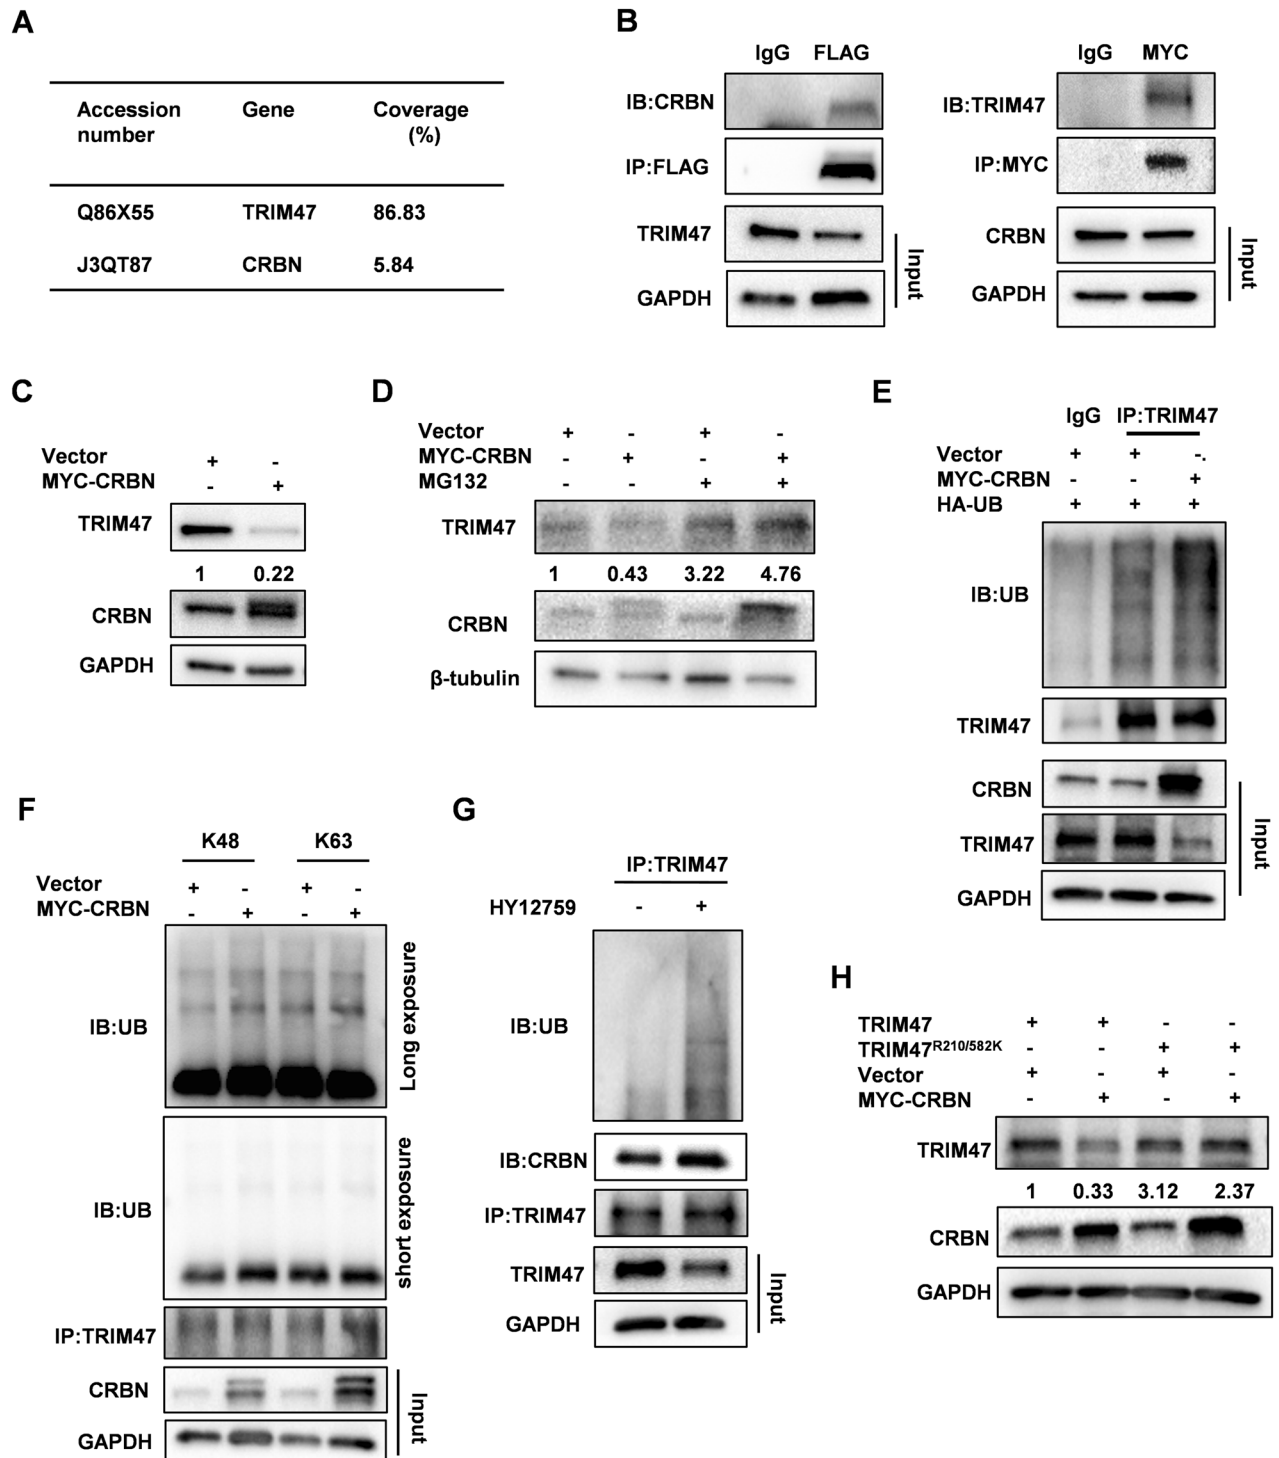 A
Accession number Gene Coverage (%)
Q86X55 TRIM47 86.83
J3QT87 CRBN 5.84
B
IgG FLAG
IB:CRBN
IP:FLAG
TRIM47
GAPDH
Input
IgG MYC
IB:TRIM47
IP:MYC
CRBN
GAPDH
Input
C
Vector + -
MYC-CRBN - +
TRIM47
1 0.22
CRBN
GAPDH
D
Vector + - + -
MYC-CRBN - + - +
MG132 - - + +
TRIM47
1 0.43 3.22 4.76
CRBN
β-tubulin
E
IgG IP:TRIM47
Vector + + -.
MYC-CRBN - - +
HA-UB + + +
IB:UB
TRIM47
CRBN
TRIM47
GAPDH
Input
F
K48 K63
Vector + - + -
MYC-CRBN - + - +
IB:UB
Long exposure
IB:UB
short exposure
IP:TRIM47
CRBN
GAPDH
Input
G
IP:TRIM47
HY12759 - +
IB:UB
IB:CRBN
IP:TRIM47
TRIM47
GAPDH
Input
H
TRIM47 + + - -
TRIM47R210/582K - - + +
Vector + - + -
MYC-CRBN - + - +
TRIM47
1 0.33 3.12 2.37
CRBN
GAPDH